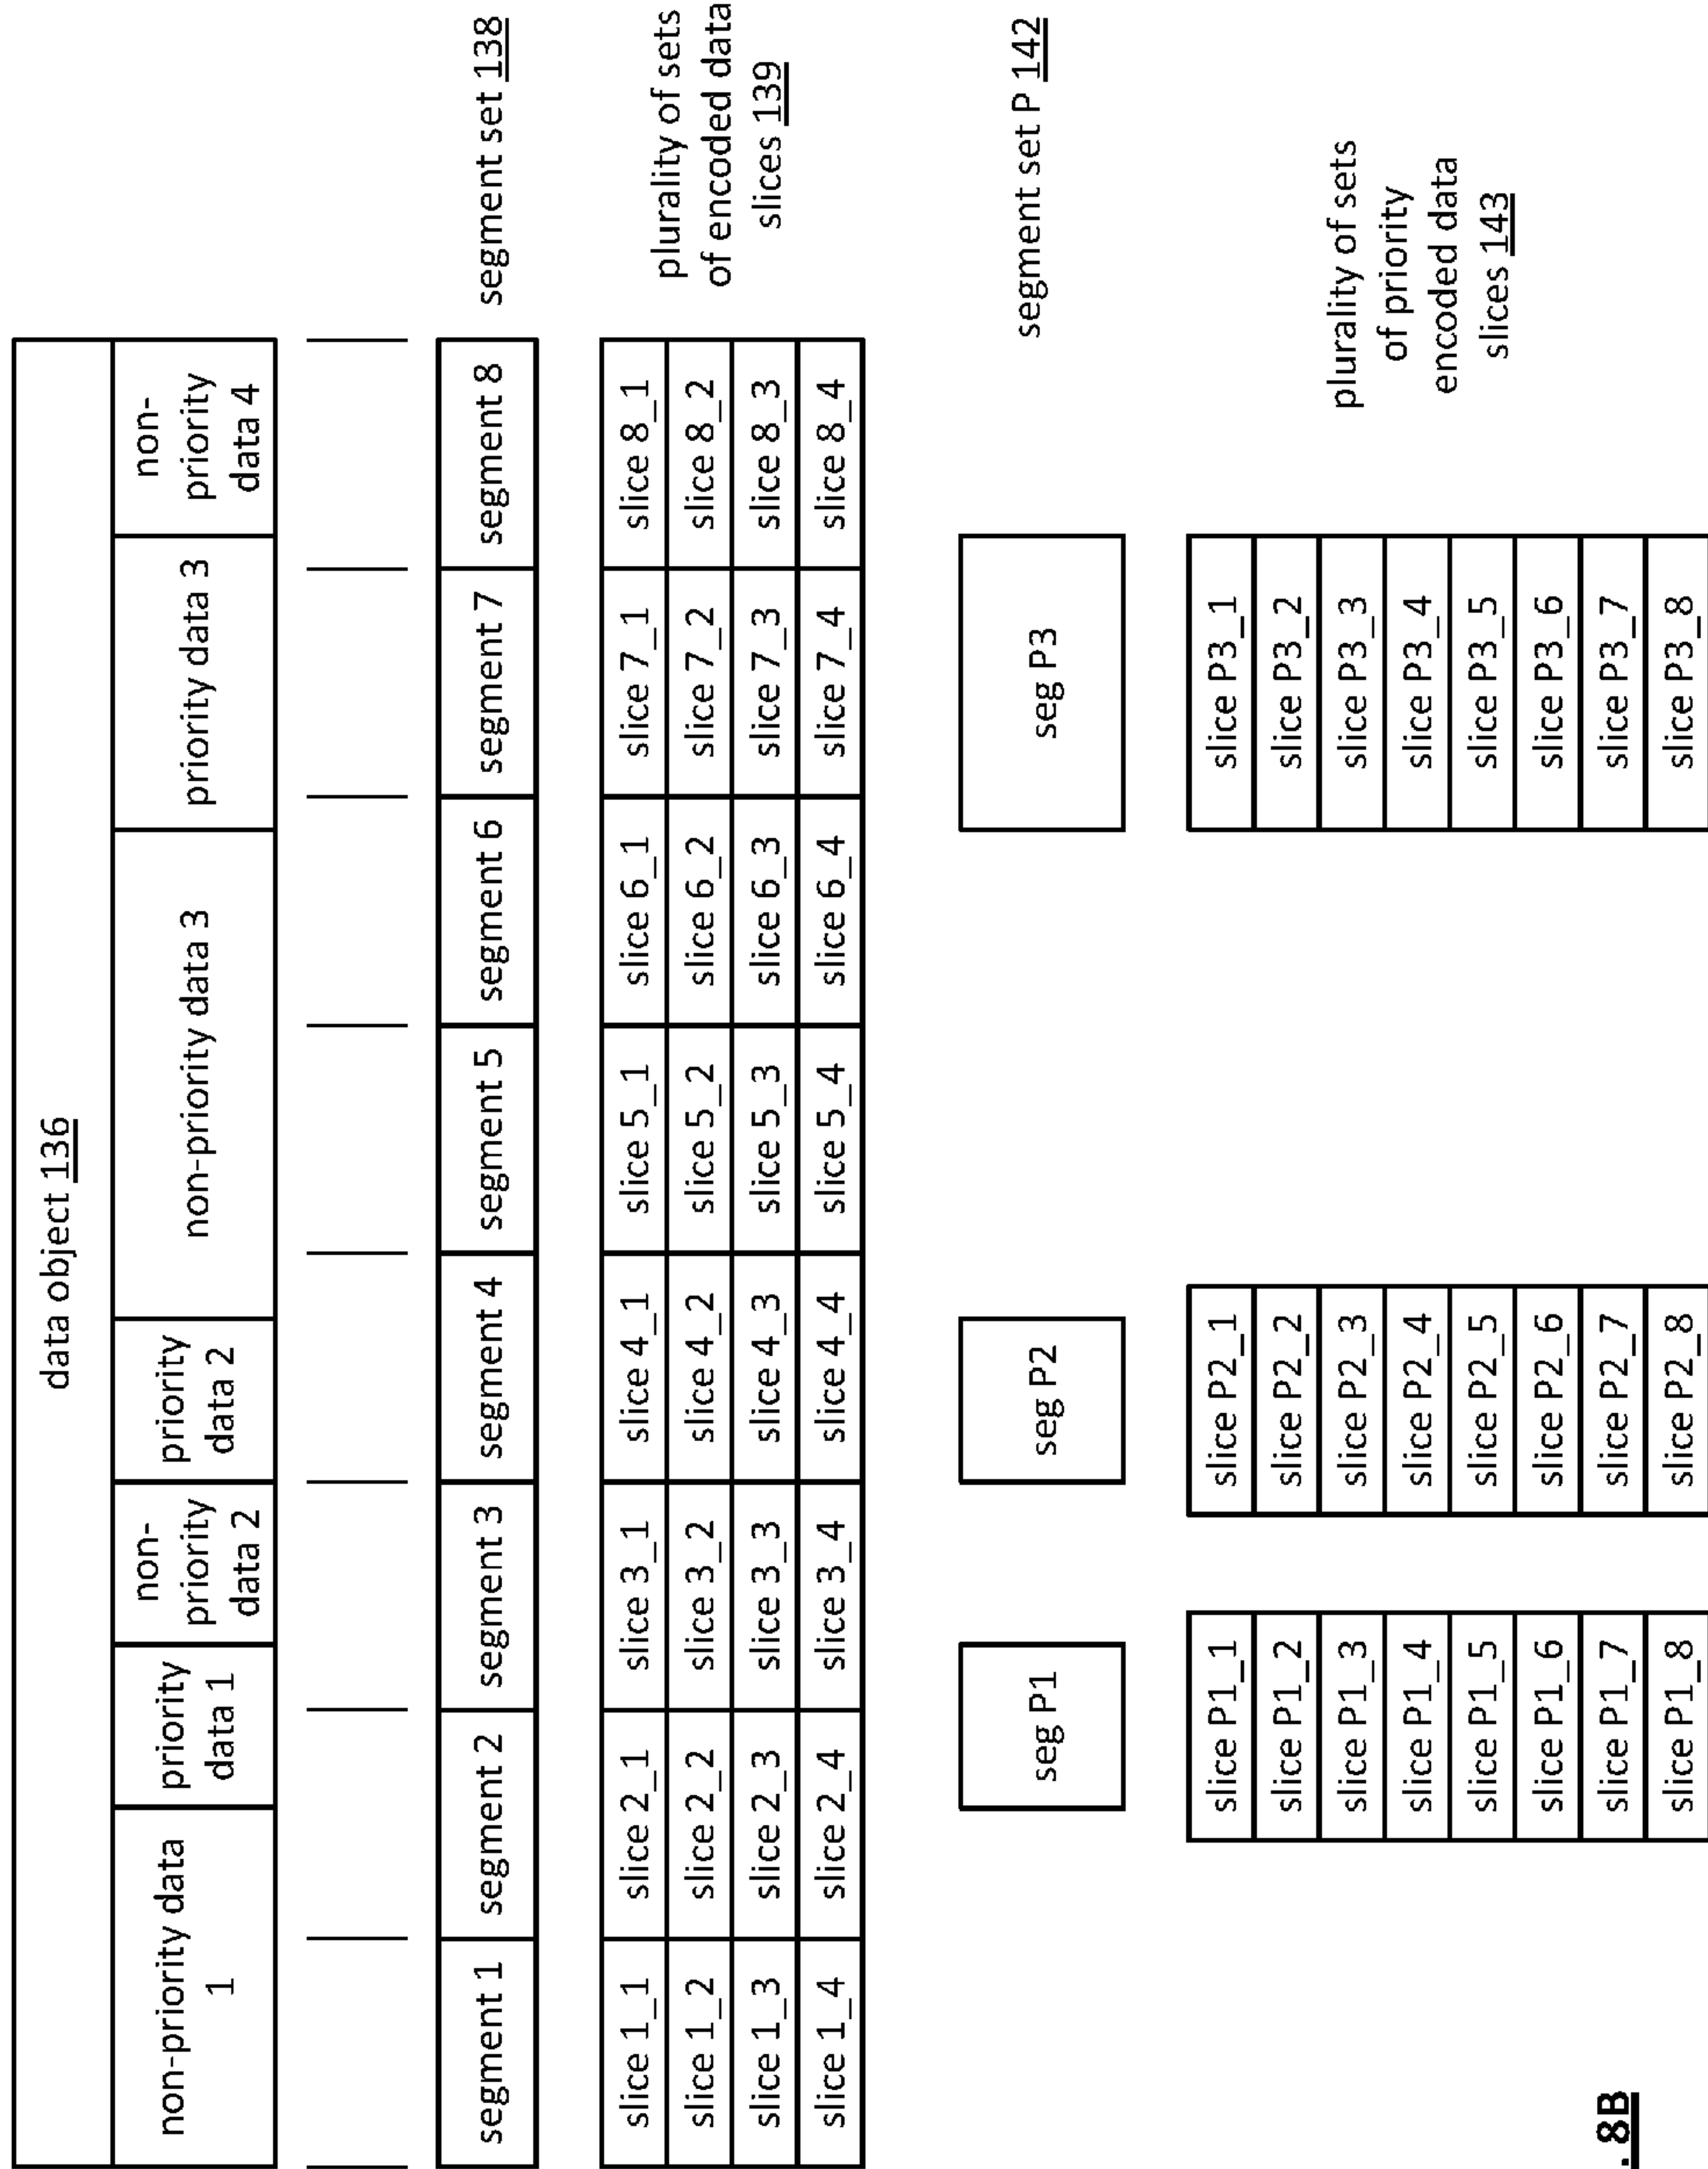 data object 136
non-priority data
1
priority
data 1
non-
priority
data 2
priority
data 2
non-priority data 3
priority data 3
non-
priority
data 4
segment 1
segment 2
segment 3
segment 4
segment 5
segment 6
segment 7
segment 8
segment set 138
slice 1_1
slice 2_1
slice 3_1
slice 4_1
slice 5_1
slice 6_1
slice 7_1
slice 8_1
slice 1_2
slice 2_2
slice 3_2
slice 4_2
slice 5_2
slice 6_2
slice 7_2
slice 8_2
slice 1_3
slice 2_3
slice 3_3
slice 4_3
slice 5_3
slice 6_3
slice 7_3
slice 8_3
slice 1_4
slice 2_4
slice 3_4
slice 4_4
slice 5_4
slice 6_4
slice 7_4
slice 8_4
plurality of sets
of encoded data
slices 139
seg P1
seg P2
seg P3
segment set P 142
slice P1_1
slice P2_1
slice P3_1
slice P1_2
slice P2_2
slice P3_2
slice P1_3
slice P2_3
slice P3_3
slice P1_4
slice P2_4
slice P3_4
slice P1_5
slice P2_5
slice P3_5
slice P1_6
slice P2_6
slice P3_6
slice P1_7
slice P2_7
slice P3_7
slice P1_8
slice P2_8
slice P3_8
plurality of sets
of priority
encoded data
slices 143
. 8B